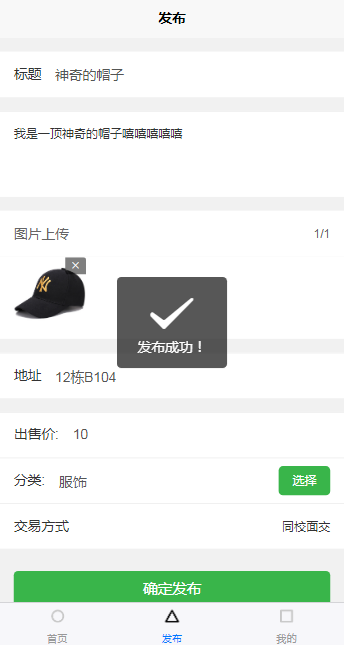 发布
标题 神奇的帽子
我是一顶神奇的帽子嘻嘻嘻嘻嘻
图片上传 1/1
NY
发布成功！
地址 12栋B104
出售价: 10
分类: 服饰 选择
交易方式 同校面交
确定发布
首页 发布 我的